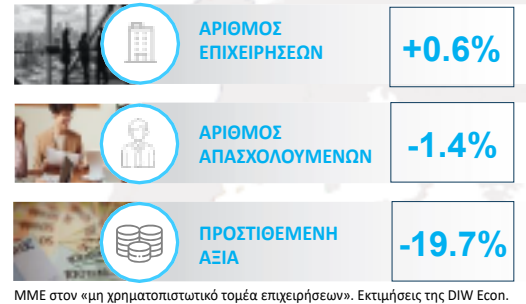 ΑΡΙΘΜΟΣ
ΕΠΙΧΕΙΡΗΣΕΩΝ
+0.6%
ΑΡΙΘΜΟΣ
ΑΠΑΣΧΟΛΟΥΜΕΝΩΝ
-1.4%
ΠΡΟΣΤΙΘΕΜΕΝΗ
ΑΞΙΑ
-19.7%
ΜΜΕ στον «μη χρηματοπιστωτικό τομέα επιχειρήσεων». Εκτιμήσεις της DIW Econ.